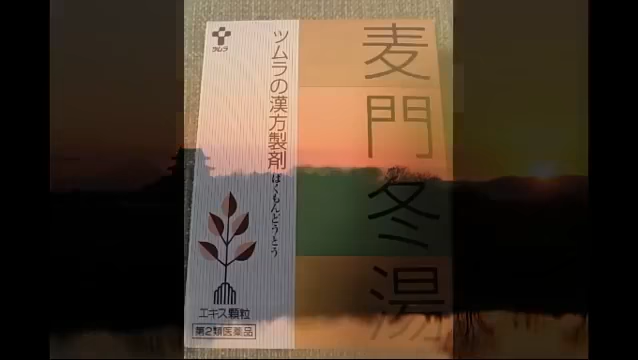 麦門冬湯
ツムラの漢方製剤
ばくもんどうとう
ツムラ
エキス顆粒
第2類医薬品